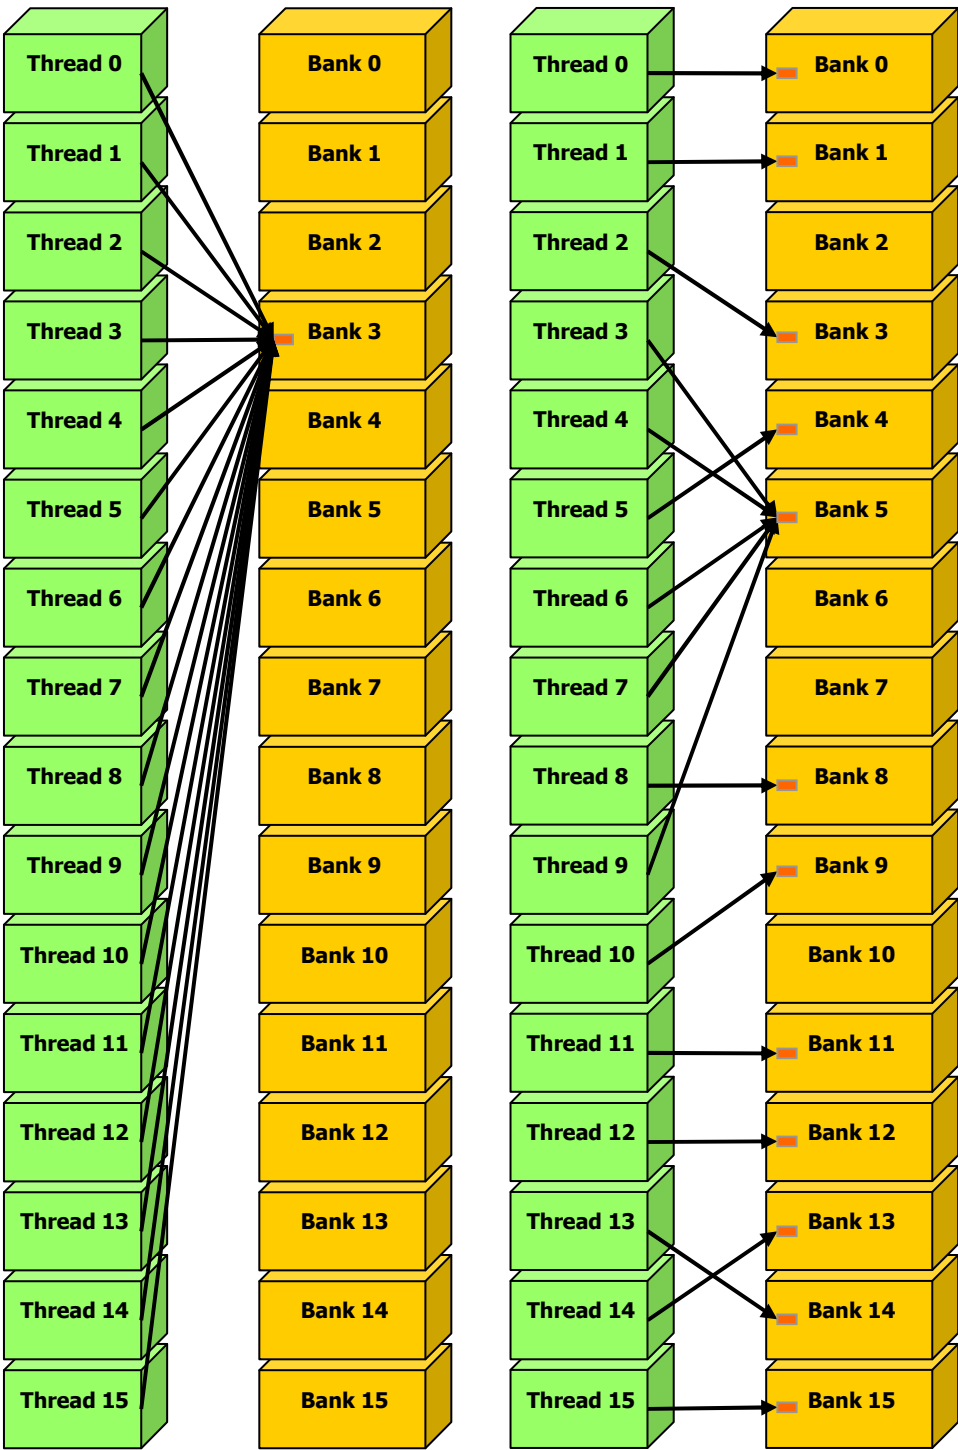 Thread 0 Bank 0 Thread 0 Bank 0
Thread 1 Bank 1 Thread 1 Bank 1
Thread 2 Bank 2 Thread 2 Bank 2
Thread 3 Bank 3 Thread 3 Bank 3
Thread 4 Bank 4 Thread 4 Bank 4
Thread 5 Bank 5 Thread 5 Bank 5
Thread 6 Bank 6 Thread 6 Bank 6
Thread 7 Bank 7 Thread 7 Bank 7
Thread 8 Bank 8 Thread 8 Bank 8
Thread 9 Bank 9 Thread 9 Bank 9
Thread 10 Bank 10 Thread 10 Bank 10
Thread 11 Bank 11 Thread 11 Bank 11
Thread 12 Bank 12 Thread 12 Bank 12
Thread 13 Bank 13 Thread 13 Bank 13
Thread 14 Bank 14 Thread 14 Bank 14
Thread 15 Bank 15 Thread 15 Bank 15